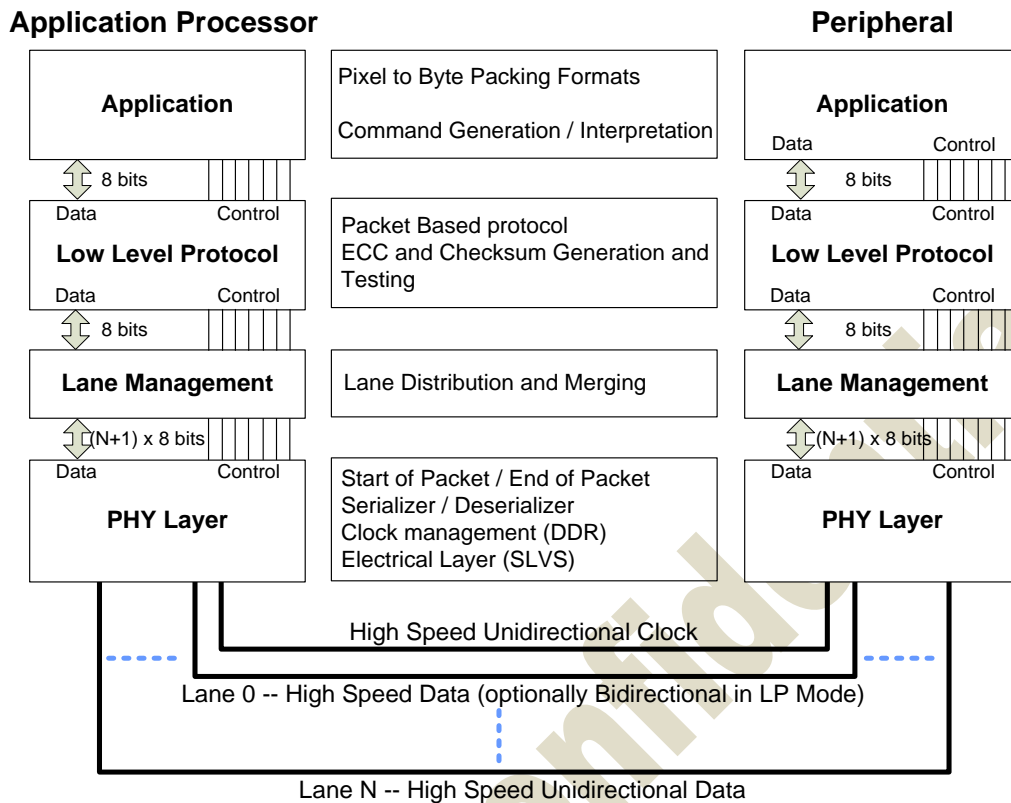 Application Processor
Peripheral
Application
Pixel to Byte Packing Formats
Command Generation / Interpretation
Application
Data
Control
8 bits
8 bits
Data
Control
Low Level Protocol
Data
Control
Packet Based protocol
ECC and Checksum Generation and
Testing
Data
Control
Low Level Protocol
Data
Control
8 bits
8 bits
Lane Management
Lane Distribution and Merging
Lane Management
(N+1) x 8 bits
(N+1) x 8 bits
Data
Control
PHY Layer
Start of Packet / End of Packet
Serializer / Deserializer
Clock management (DDR)
Electrical Layer (SLVS)
Data
Control
PHY Layer
High Speed Unidirectional Clock
Lane 0 -- High Speed Data (optionally Bidirectional in LP Mode)
Lane N -- High Speed Unidirectional Data